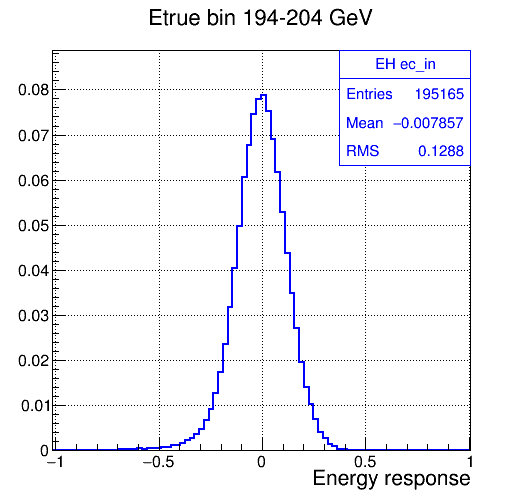 Etrue bin 194-204 GeV
EH ec_in
Entries 195165
Mean −0.007857
RMS 0.1288
0.08
0.07
0.06
0.05
0.04
0.03
0.02
0.01
0
−1 −0.5 0 0.5 1
Energy response